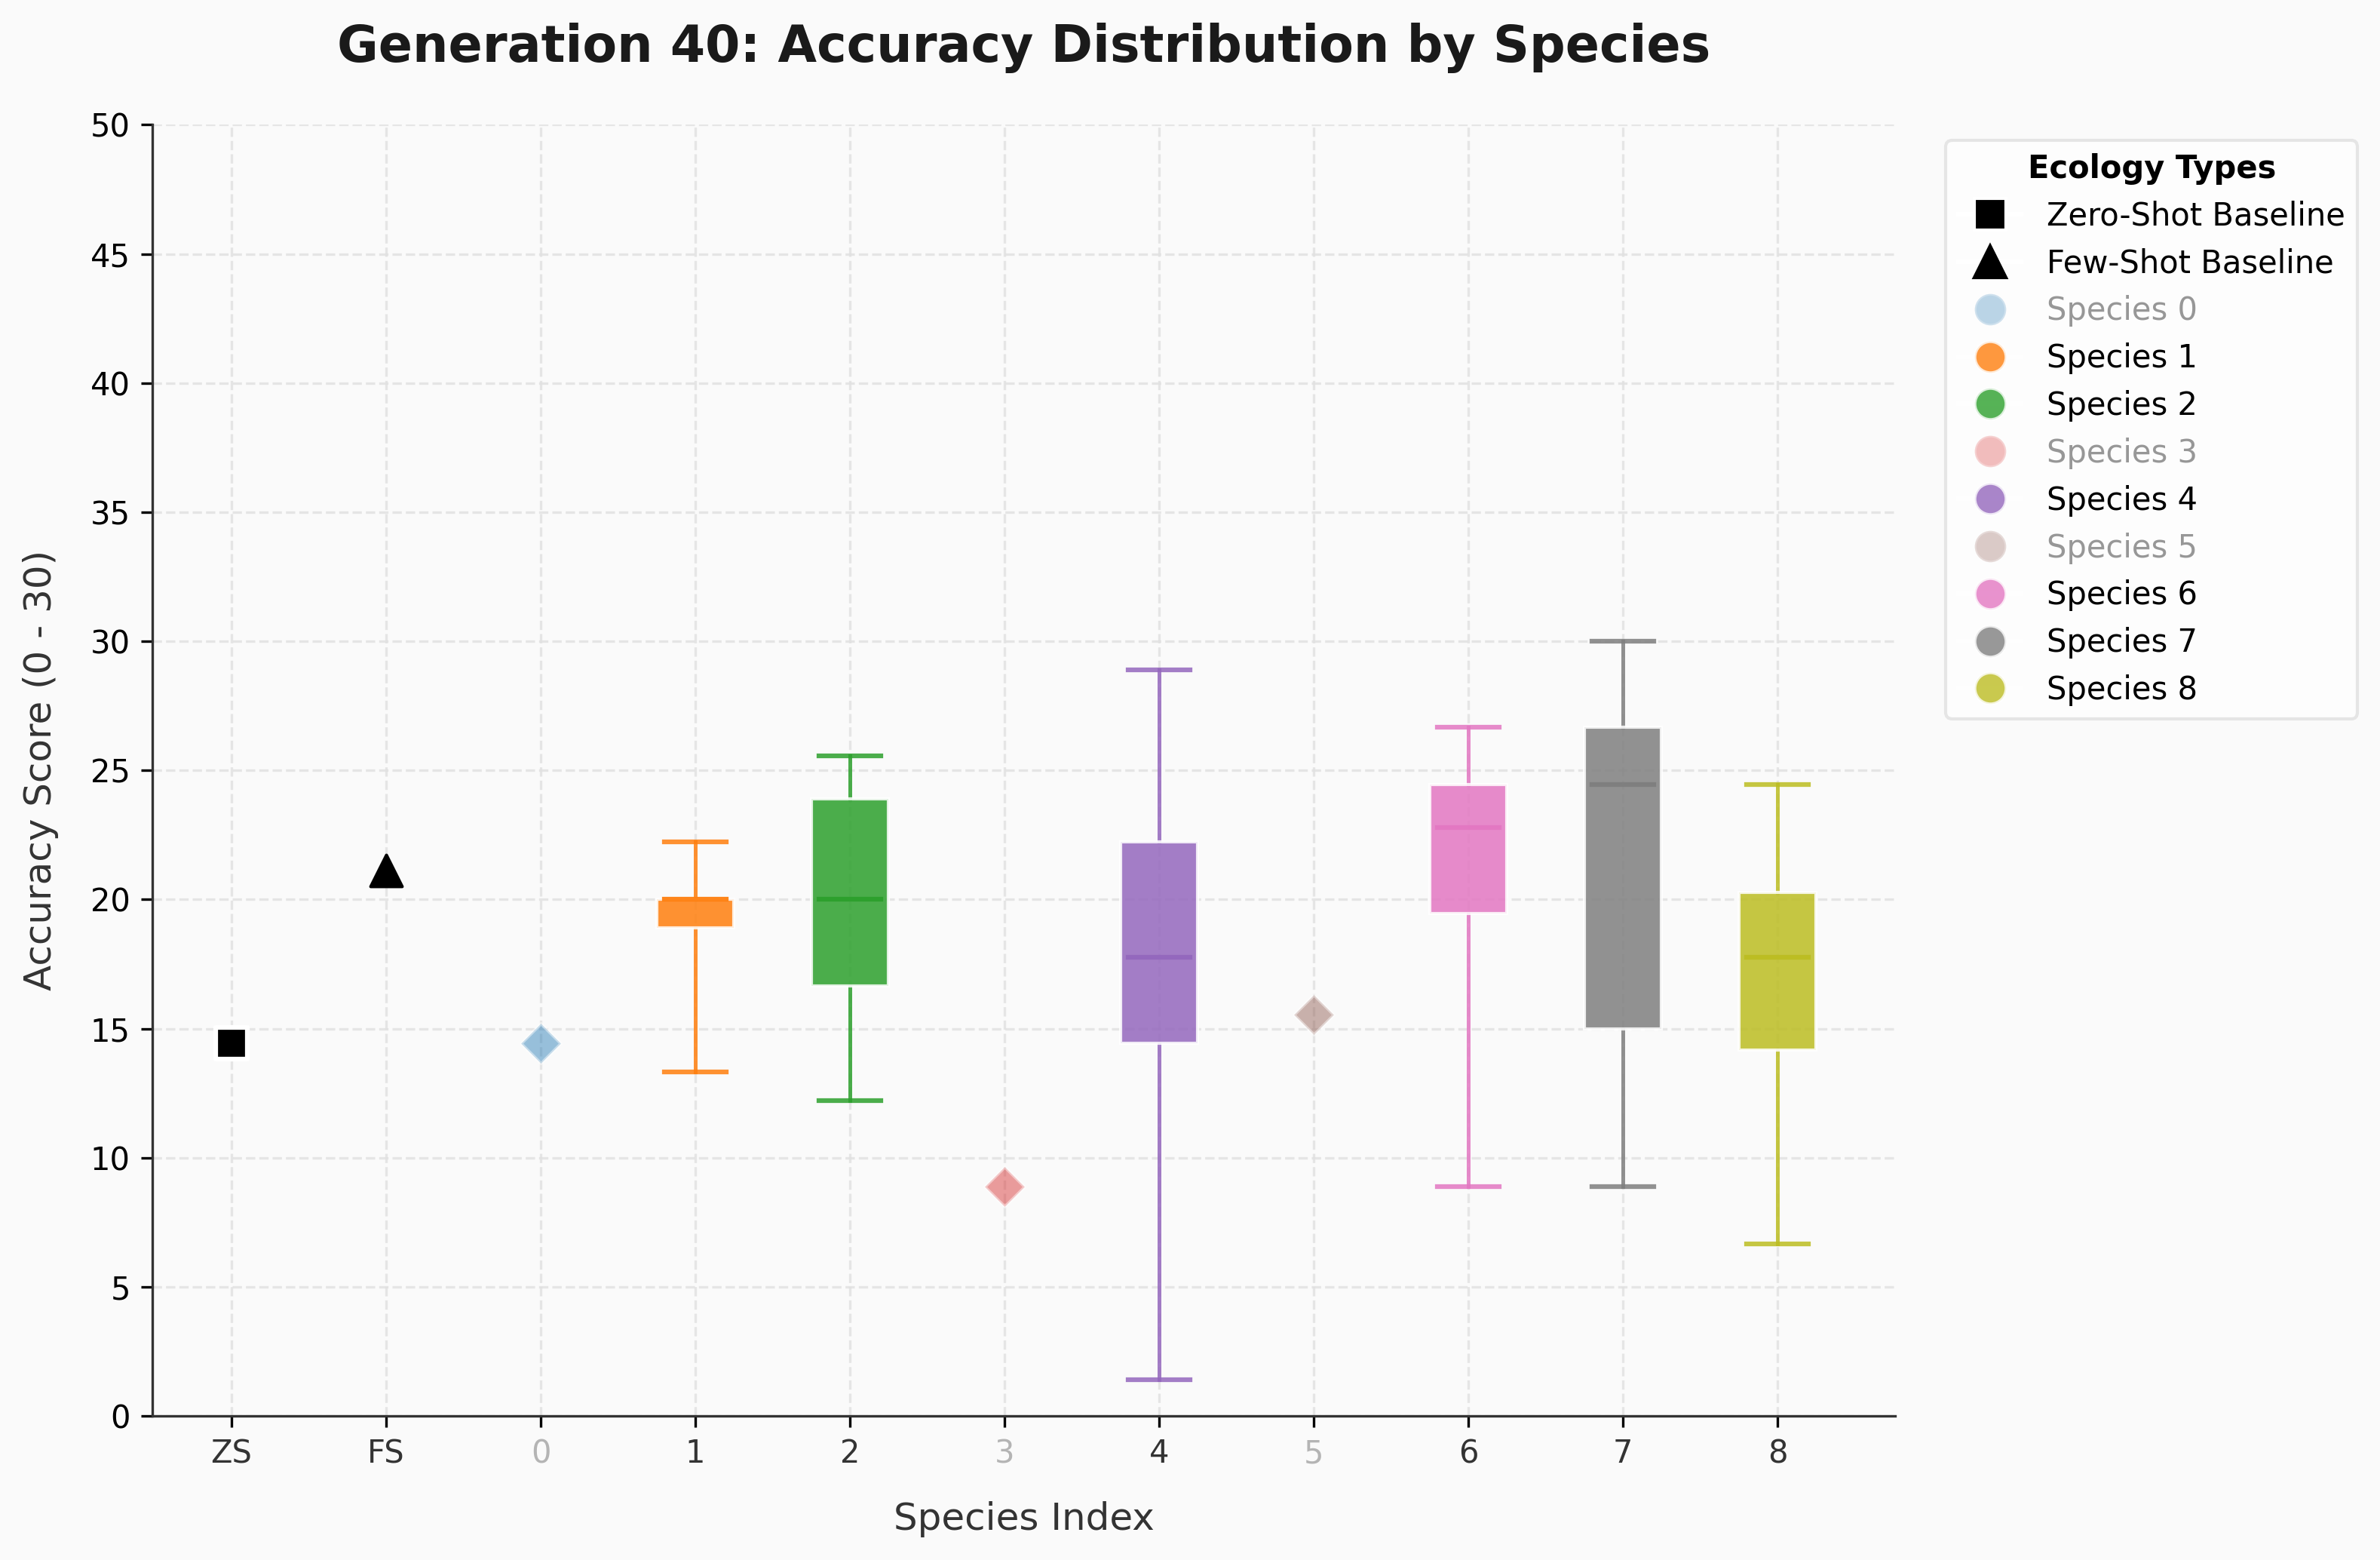 Generation 40: Accuracy Distribution by Species
50
45
40
35
30
25
20
15
10
5
0
Accuracy Score (0 - 30)
ZS FS 0 1 2 3 4 5 6 7 8
Species Index
Ecology Types
Zero-Shot Baseline
Few-Shot Baseline
Species 0
Species 1
Species 2
Species 3
Species 4
Species 5
Species 6
Species 7
Species 8